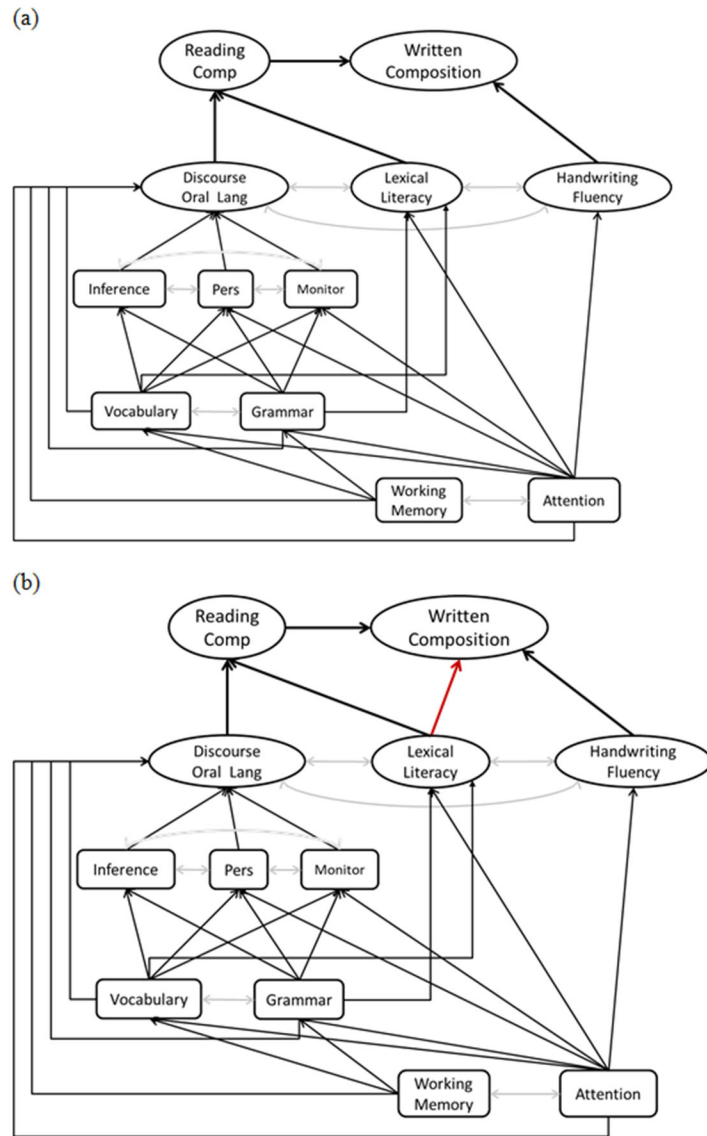 (a)
Reading
Comp
Written
Composition
Discourse
Oral Lang
Lexical
Literacy
Handwriting
Fluency
Inference
Pers
Monitor
Vocabulary
Grammar
Working
Memory
Attention
(b)
Reading
Comp
Written
Composition
Discourse
Oral Lang
Lexical
Literacy
Handwriting
Fluency
Inference
Pers
Monitor
Vocabulary
Grammar
Working
Memory
Attention